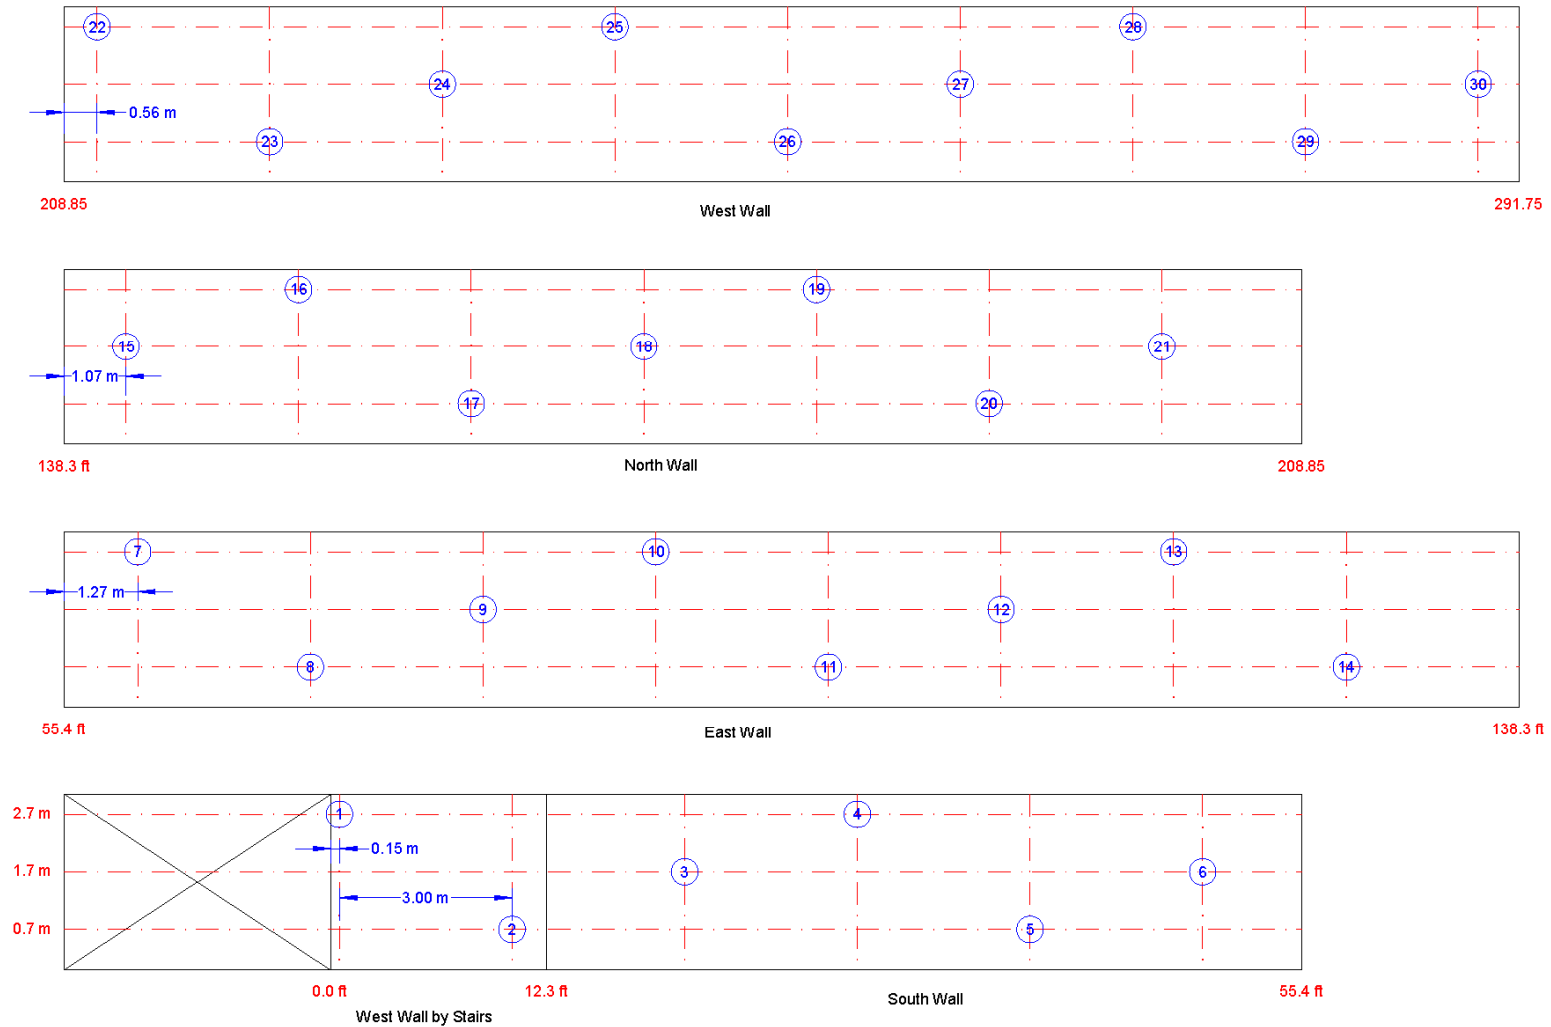 22 25 28
24 27 30
0.56 m
23 26 29
208.85 291.75
West Wall
16 19
15 18 21
1.07 m
17 20
138.3 ft North Wall 208.85
7 10 13
1.27 m
9 12
8 11 14
55.4 ft 138.3 ft
East Wall
2.7 m 1 4
0.15 m
1.7 m 3 6
3.00 m
0.7 m 2 5
0.0 ft 12.3 ft 55.4 ft
South Wall
West Wall by Stairs